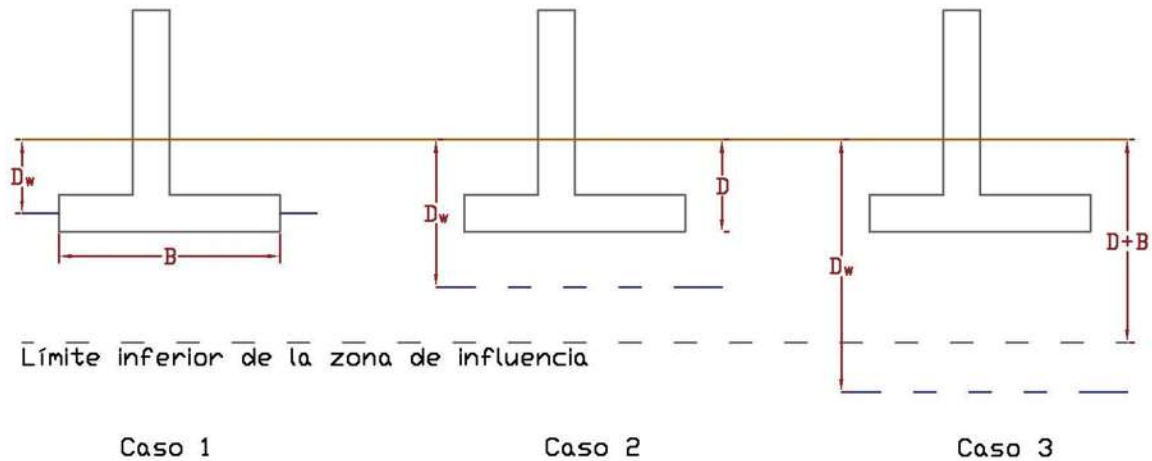 Dw
B
Dw
D
Dw
D+B
Límite inferior de la zona de influencia
Caso 1
Caso 2
Caso 3